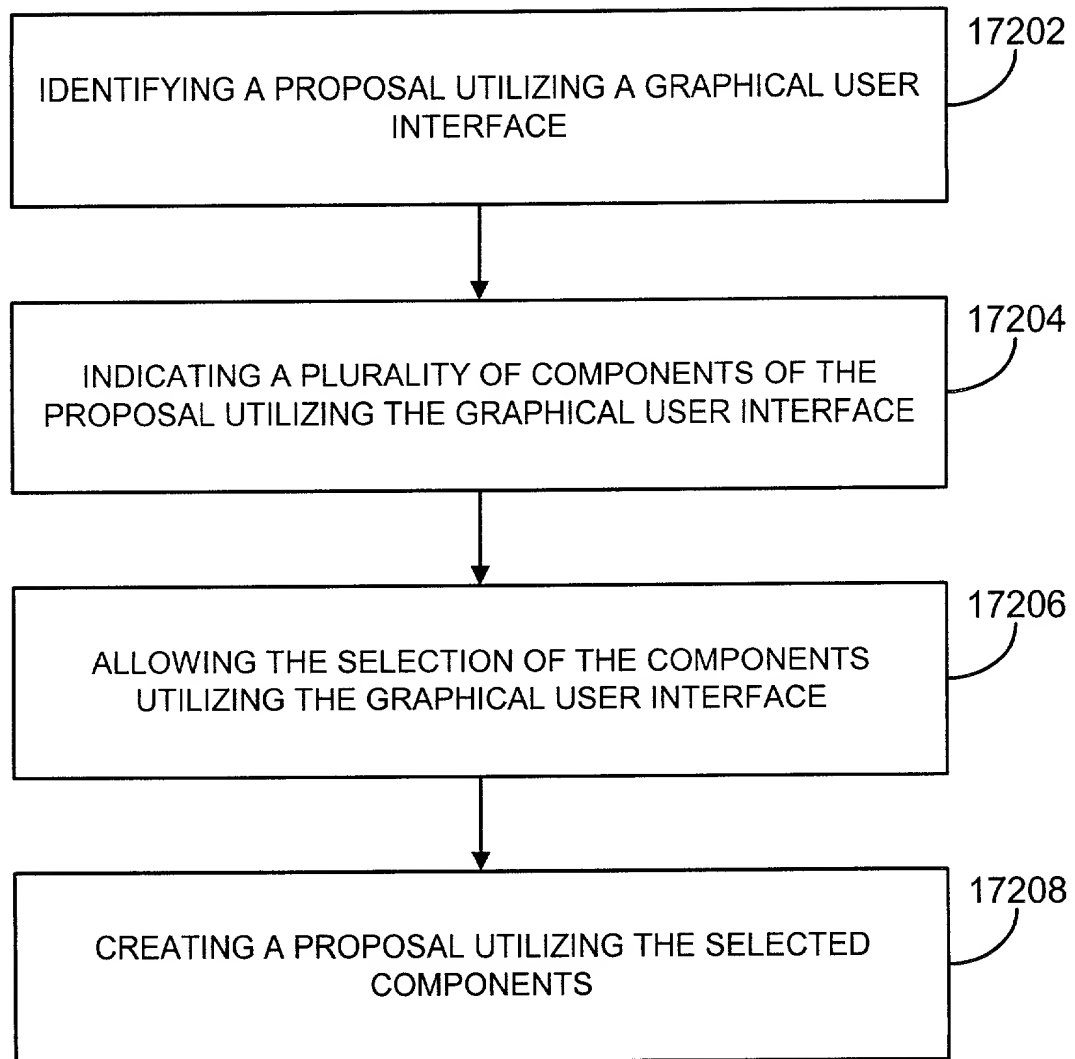 17202
IDENTIFYING A PROPOSAL UTILIZING A GRAPHICAL USER
INTERFACE
17204
INDICATING A PLURALITY OF COMPONENTS OF THE
PROPOSAL UTILIZING THE GRAPHICAL USER INTERFACE
17206
ALLOWING THE SELECTION OF THE COMPONENTS
UTILIZING THE GRAPHICAL USER INTERFACE
17208
CREATING A PROPOSAL UTILIZING THE SELECTED
COMPONENTS